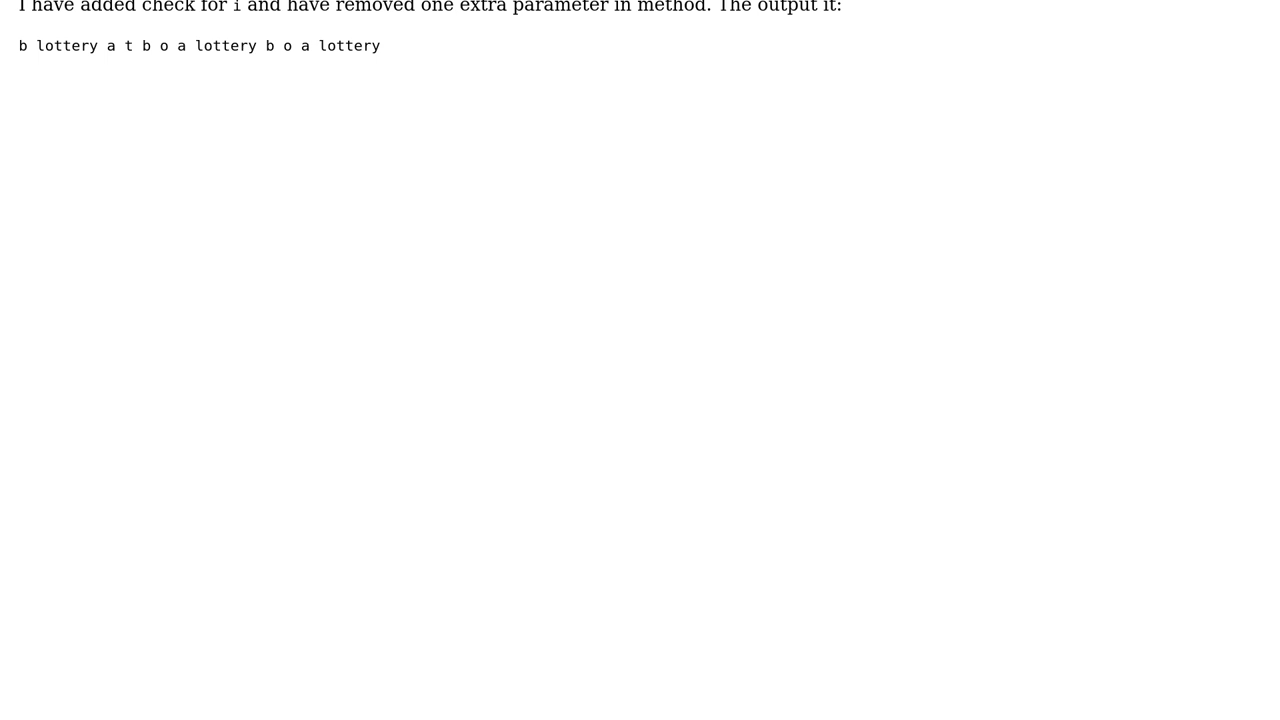 I have added check for i and have removed one extra parameter in method. The output it:
b lottery a t b o a lottery b o a lottery